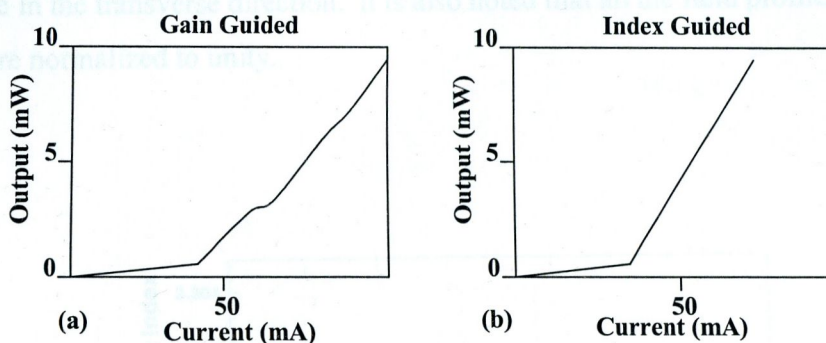 e in the transverse direction. It is also noted that all the field profile
re normalized to unity.
Gain Guided
Index Guided
10
5
0
Output (mW)
50
(a)
Current (mA)
10
5
0
Output (mW)
50
(b)
Current (mA)
Index